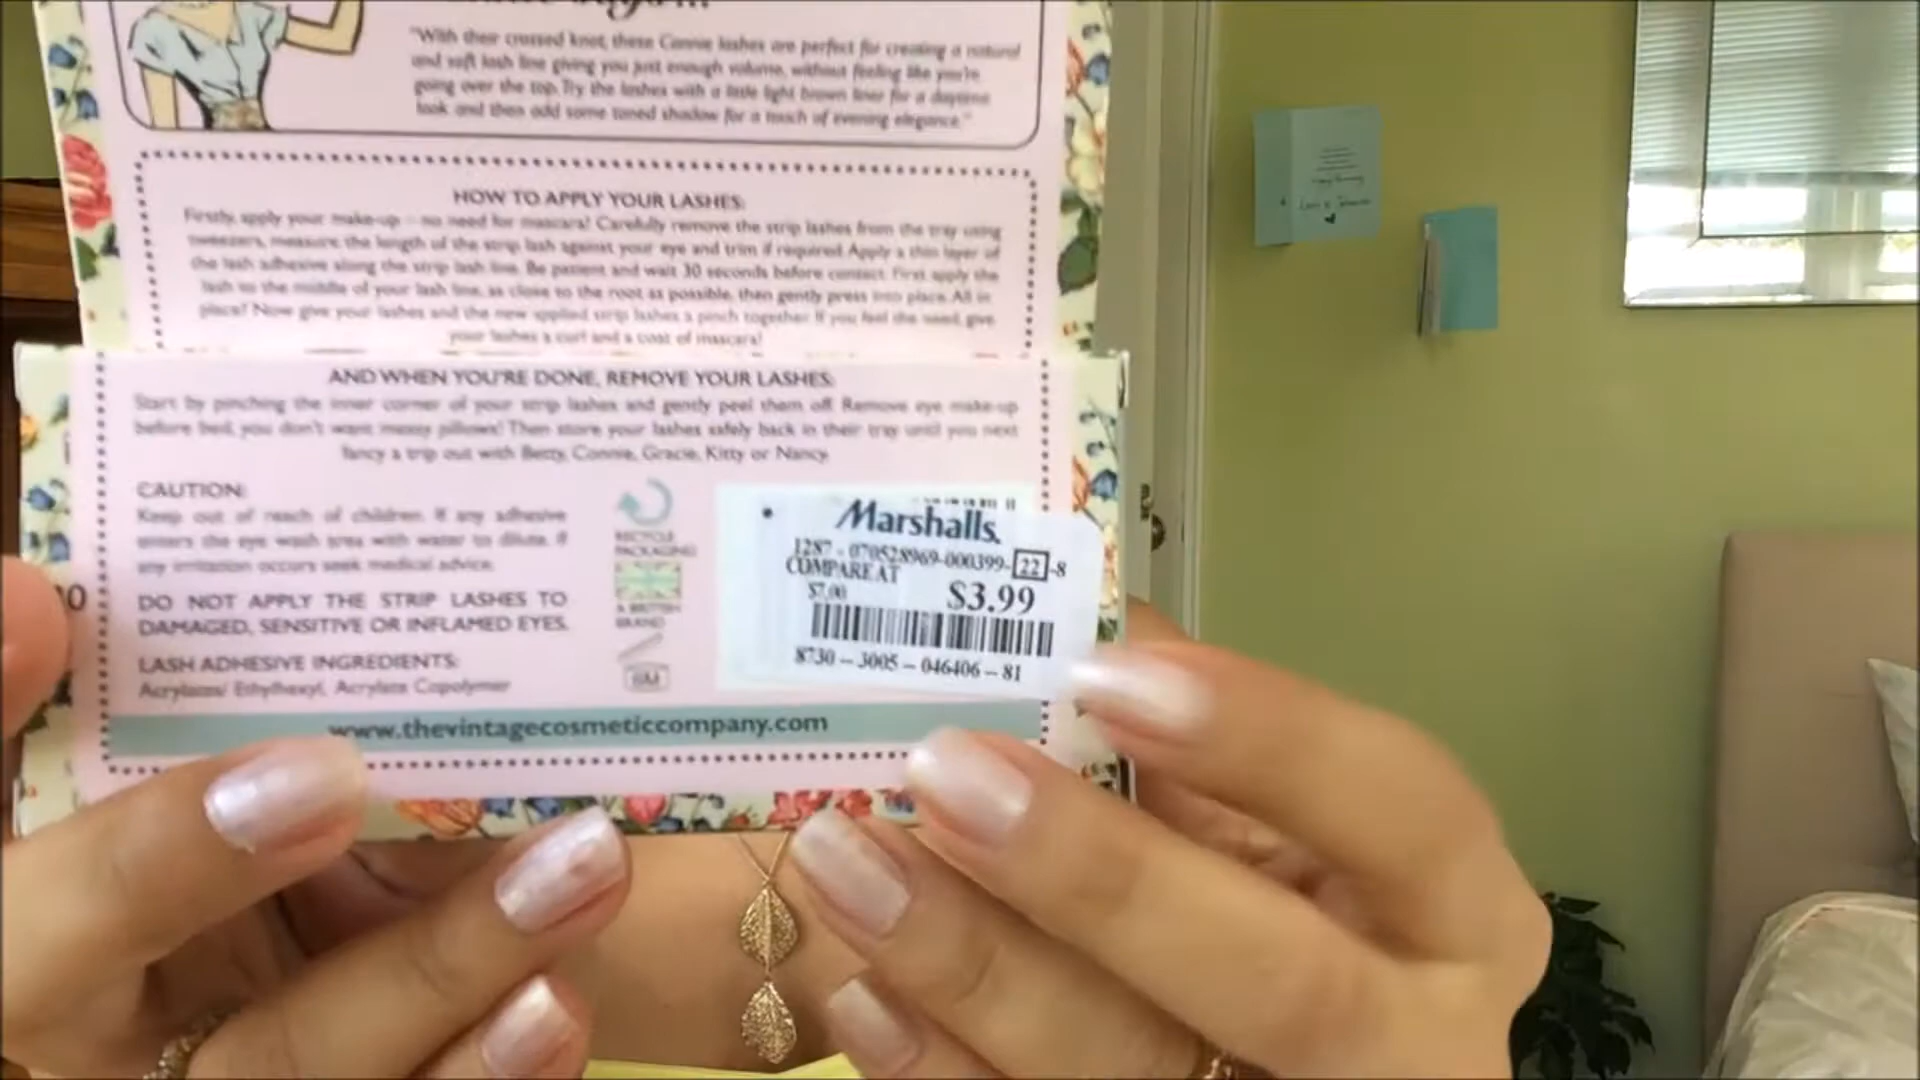 "With their crossed knot, these Connie lashes are perfect for creating a natural
and soft lash line giving you just enough volume, without feeling like you're
going over the top. Try the lashes with a little light brown liner for a daytime
look and then add some toned shadow for a touch of evening elegance."
HOW TO APPLY YOUR LASHES:
Firstly, apply your make-up - no need for mascara! Carefully remove the strip lashes from the tray using
tweezers, measure the length of the strip lash against your eye and trim if required. Apply a thin layer of
the lash adhesive along the strip lash line. Be patient and wait 30 seconds before contact. First apply the
lash to the middle of your lash line, as close to the root as possible, then gently press into place. All in
place? Now give your lashes and the new applied strip lashes a pinch together. If you feel the need, give
your lashes a curl and a coat of mascara!
AND WHEN YOU'RE DONE, REMOVE YOUR LASHES:
Start by pinching the inner corner of your strip lashes and gently peel them off. Remove eye make-up
before bed, you don't want messy pillows! Then store your lashes safely back in their tray until you next
fancy a trip out with Betty, Connie, Gracie, Kitty or Nancy.
CAUTION:
Keep out of reach of children. If any adhesive
enters the eye wash area with water to dilute. If
any irritation occurs seek medical advice.
DO NOT APPLY THE STRIP LASHES TO
DAMAGED, SENSITIVE OR INFLAMED EYES.
LASH ADHESIVE INGREDIENTS:
Ethylhexyl, Acrylate Copolymer
RECYCLE
PACKAGING
A BRITISH
BRAND
6M
Marshalls.
1287 - 070528969-000399-22-8
COMPARE AT
$7.00 $3.99
8730 - 3005 - 046406 - 81
www.thevintagecosmeticcompany.com